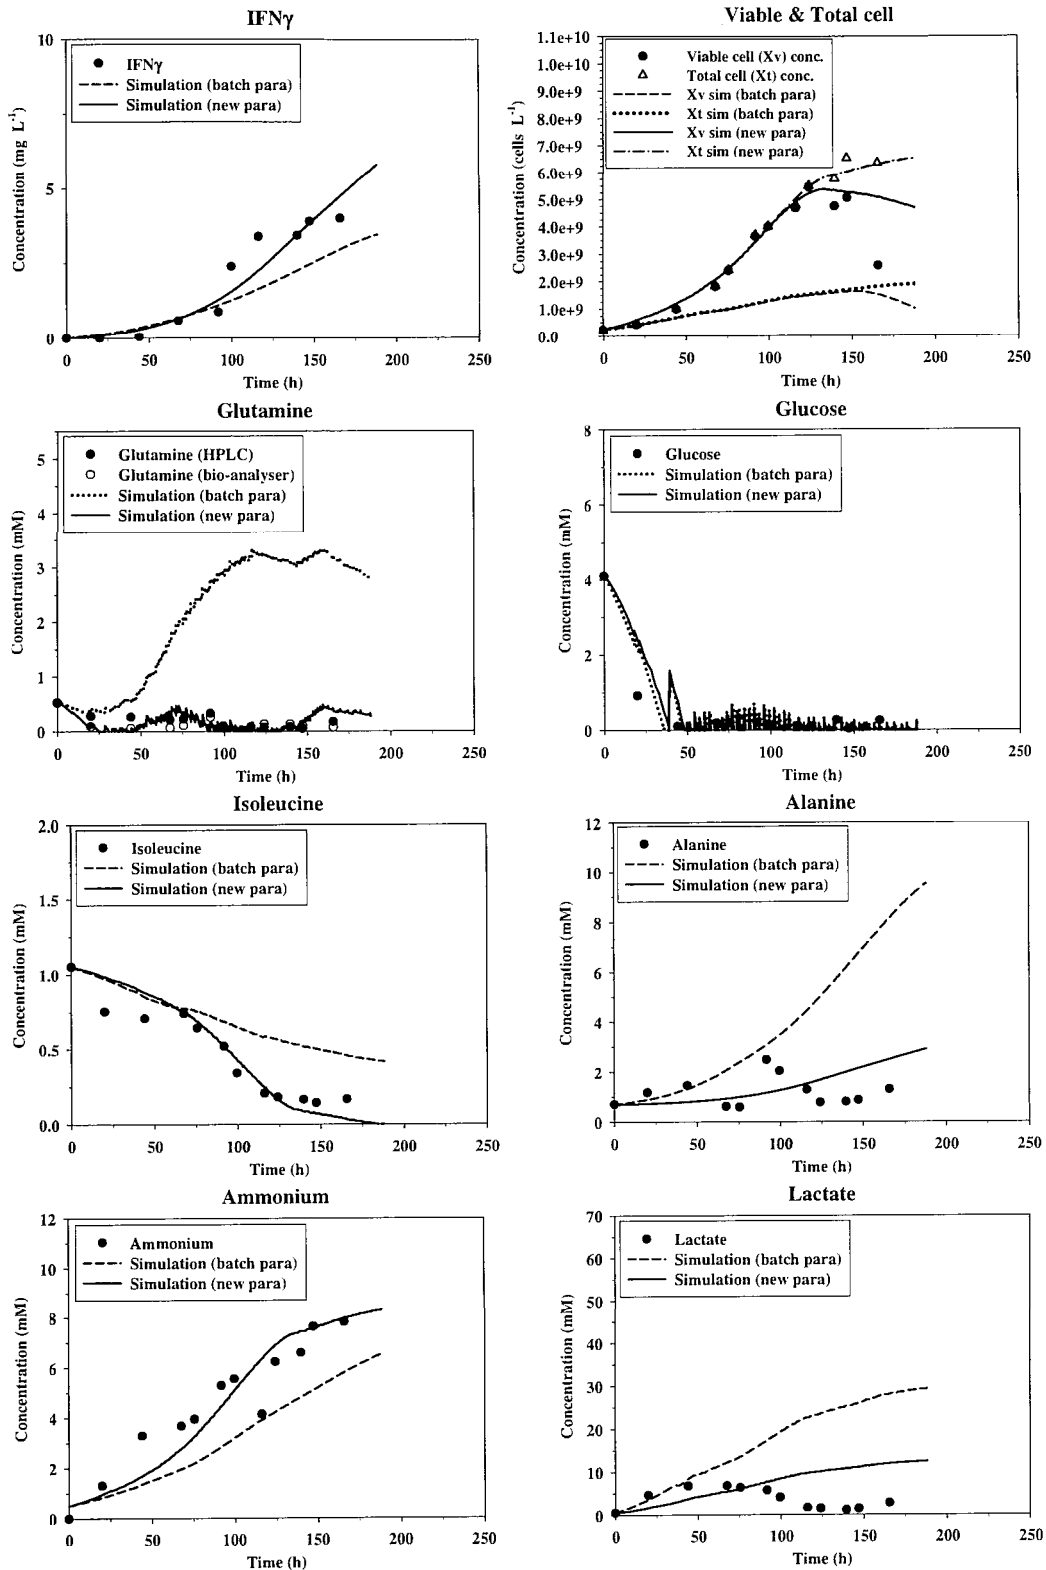 IFNγ
10
5
0
0 50 100 150 200 250
Concentration (mg L⁻¹)
Time (h)
IFNγ
Simulation (batch para)
Simulation (new para)
Viable & Total cell
1.1e+10
1.0e+10
9.0e+9
8.0e+9
7.0e+9
6.0e+9
5.0e+9
4.0e+9
3.0e+9
2.0e+9
1.0e+9
0.0
0 50 100 150 200 250
Concentration (cells L⁻¹)
Time (h)
Viable cell (Xv) conc.
Total cell (Xt) conc.
Xv sim (batch para)
Xt sim (batch para)
Xv sim (new para)
Xt sim (new para)
Glutamine
5
4
3
2
1
0
0 50 100 150 200 250
Concentration (mM)
Time (h)
Glutamine (HPLC)
Glutamine (bio-analyser)
Simulation (batch para)
Simulation (new para)
Glucose
8
6
4
2
0
0 50 100 150 200 250
Concentration (mM)
Time (h)
Glucose
Simulation (batch para)
Simulation (new para)
Isoleucine
2.0
1.5
1.0
0.5
0.0
0 50 100 150 200 250
Concentration (mM)
Time (h)
Isoleucine
Simulation (batch para)
Simulation (new para)
Alanine
12
10
8
6
4
2
0
0 50 100 150 200 250
Concentration (mM)
Time (h)
Alanine
Simulation (batch para)
Simulation (new para)
Ammonium
12
10
8
6
4
2
0
0 50 100 150 200 250
Concentration (mM)
Time (h)
Ammonium
Simulation (batch para)
Simulation (new para)
Lactate
70
60
50
40
30
20
10
0
0 50 100 150 200 250
Concentration (mM)
Time (h)
Lactate
Simulation (batch para)
Simulation (new para)